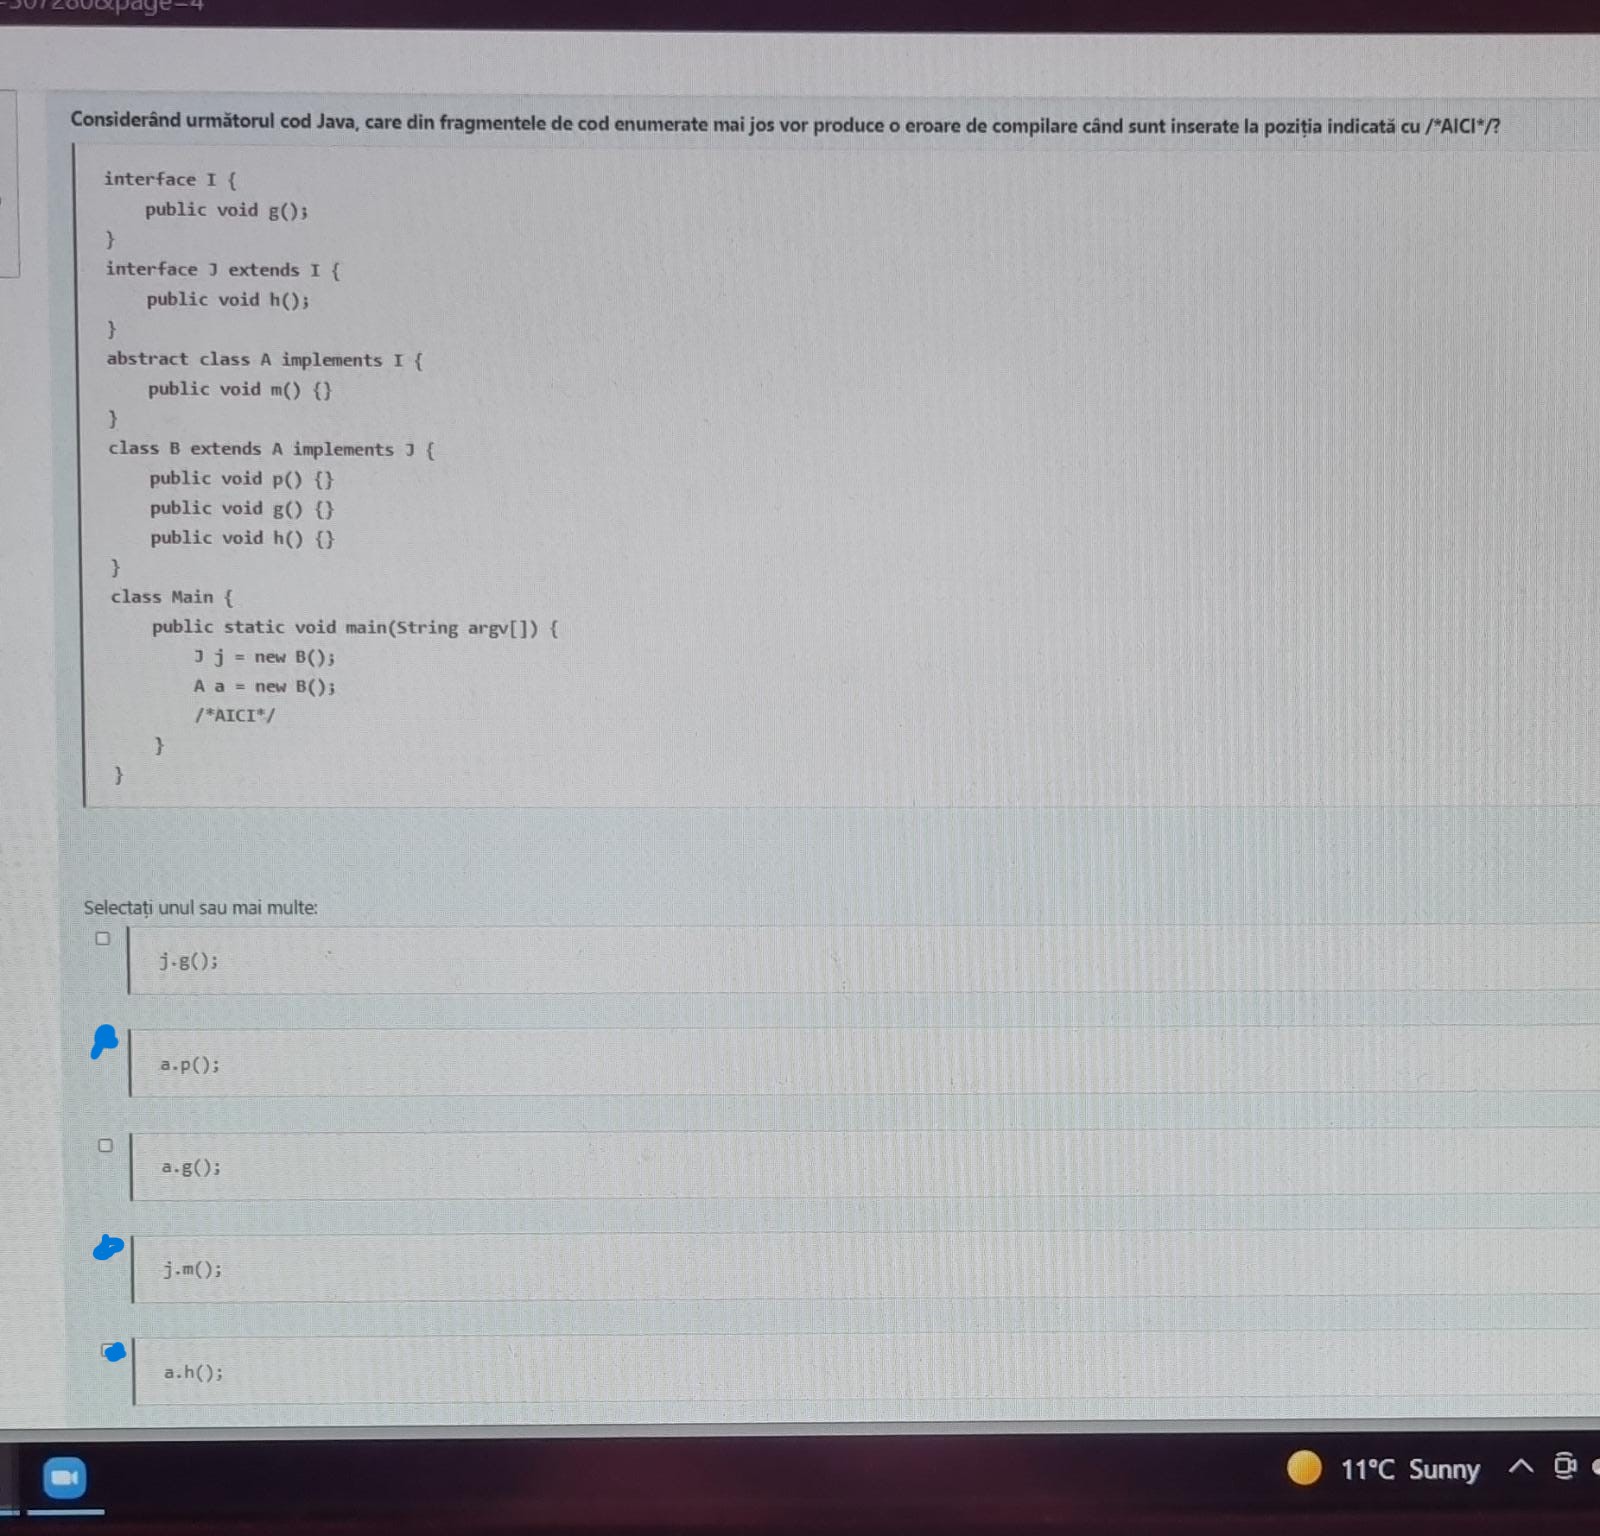 Considerând următorul cod Java, care din fragmentele de cod enumerate mai jos vor produce o eroare de compilare când sunt inserate la poziția indicată cu /*AICI*/?
interface I {
public void g();
}
interface J extends I {
public void h();
}
abstract class A implements I {
public void m() {}
}
class B extends A implements J {
public void p() {}
public void g() {}
public void h() {}
}
class Main {
public static void main(String argv[]) {
J j = new B();
A a = new B();
/*AICI*/
}
}
Selectați unul sau mai multe:
j.g();
a.p();
a.g();
j.m();
a.h();
11°C Sunny